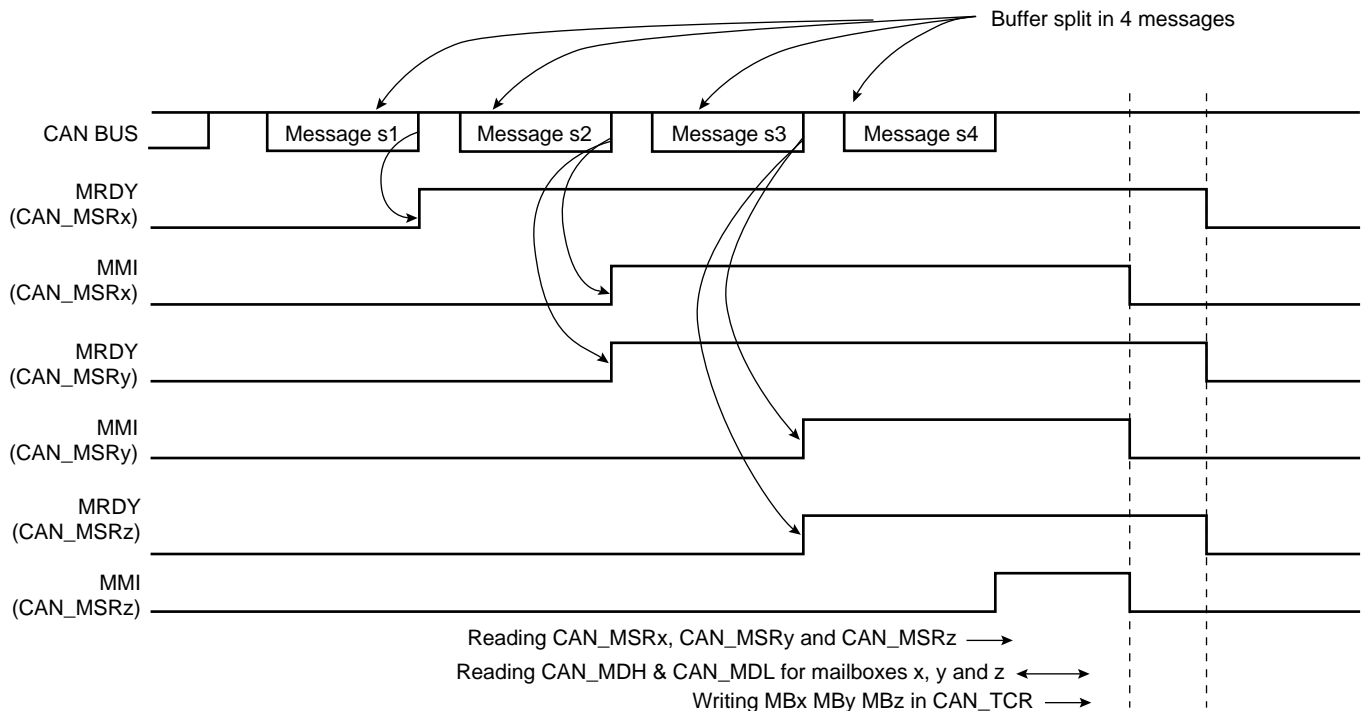 Buffer split in 4 messages
CAN BUS
Message s1
Message s2
Message s3
Message s4
MRDY
(CAN_MSRx)
MMI
(CAN_MSRx)
MRDY
(CAN_MSRy)
MMI
(CAN_MSRy)
MRDY
(CAN_MSRz)
MMI
(CAN_MSRz)
Reading CAN_MSRx, CAN_MSRy and CAN_MSRz
Reading CAN_MDH & CAN_MDL for mailboxes x, y and z
Writing MBx MBy MBz in CAN_TCR